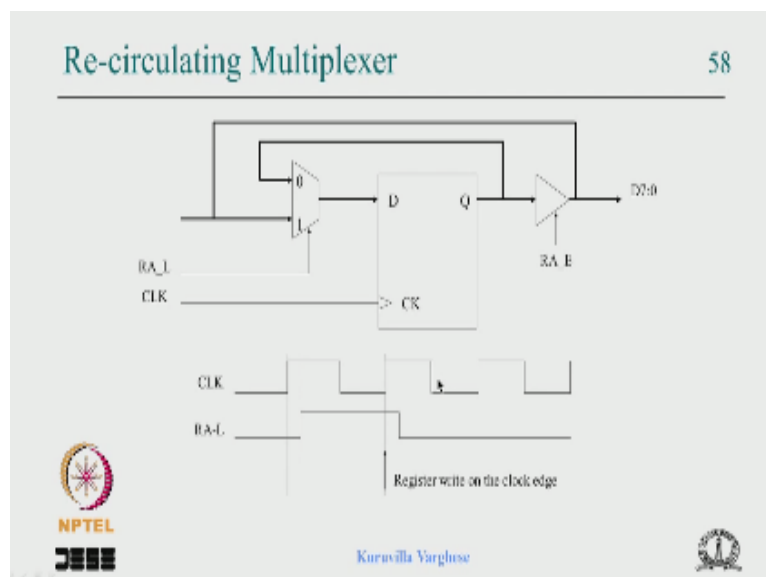 Re-circulating Multiplexer
58
0
1
D
Q
D7:0
RA_L
RA_E
CLK
CK
CLK
RA-L
Register write on the clock edge
NPTEL
Kuruvilla Varghese